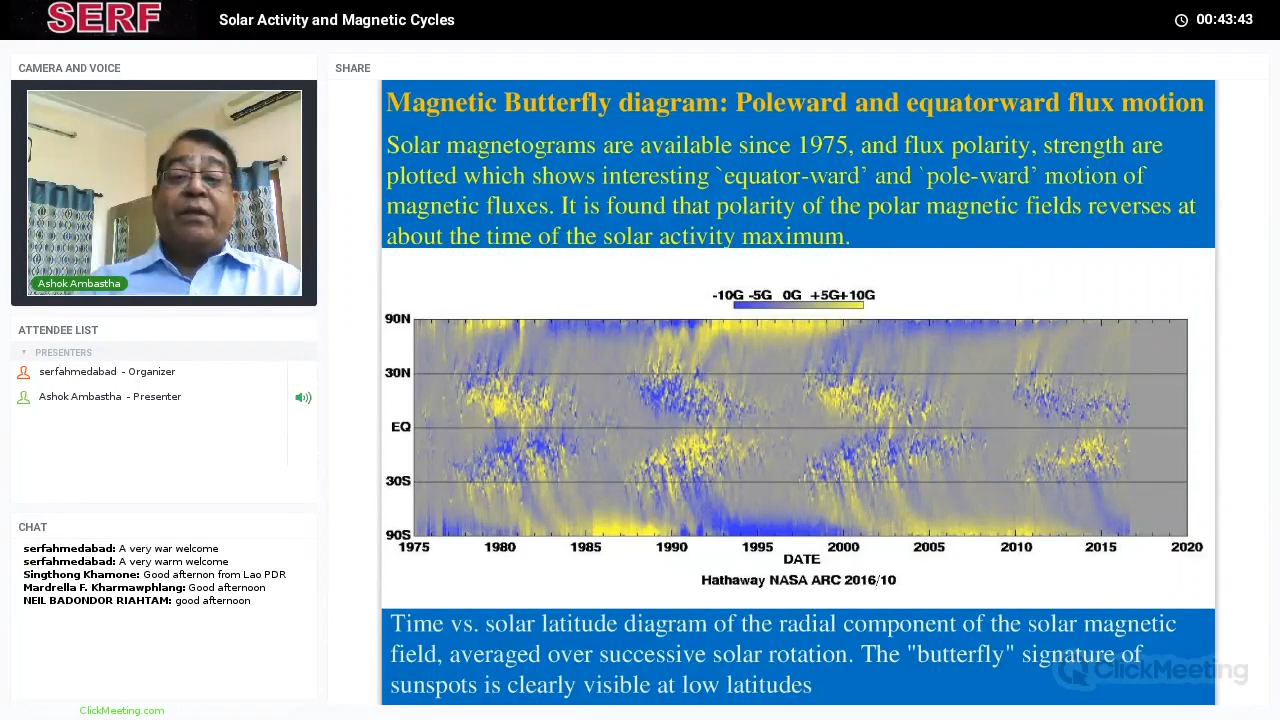 SERF
Solar Activity and Magnetic Cycles
00:43:43
CAMERA AND VOICE
Ashok Ambastha
ATTENDEE LIST
PRESENTERS
serfahmedabad - Organizer
Ashok Ambastha - Presenter
CHAT
serfahmedabad: A very war welcome
serfahmedabad: A very warm welcome
Singthong Khamone: Good afternon from Lao PDR
Mardrella F. Kharmawphlang: Good afternoon
NEIL BADONDOR RIAHTAM: good afternoon
ClickMeeting.com
SHARE
Magnetic Butterfly diagram: Poleward and equatorward flux motion
Solar magnetograms are available since 1975, and flux polarity, strength are
plotted which shows interesting `equator-ward’ and `pole-ward’ motion of
magnetic fluxes. It is found that polarity of the polar magnetic fields reverses at
about the time of the solar activity maximum.
-10G -5G 0G +5G+10G
90N
30N
EQ
30S
90S
1975 1980 1985 1990 1995 2000 2005 2010 2015 2020
DATE
Hathaway NASA ARC 2016/10
Time vs. solar latitude diagram of the radial component of the solar magnetic
field, averaged over successive solar rotation. The "butterfly" signature of
sunspots is clearly visible at low latitudes
ClickMeeting